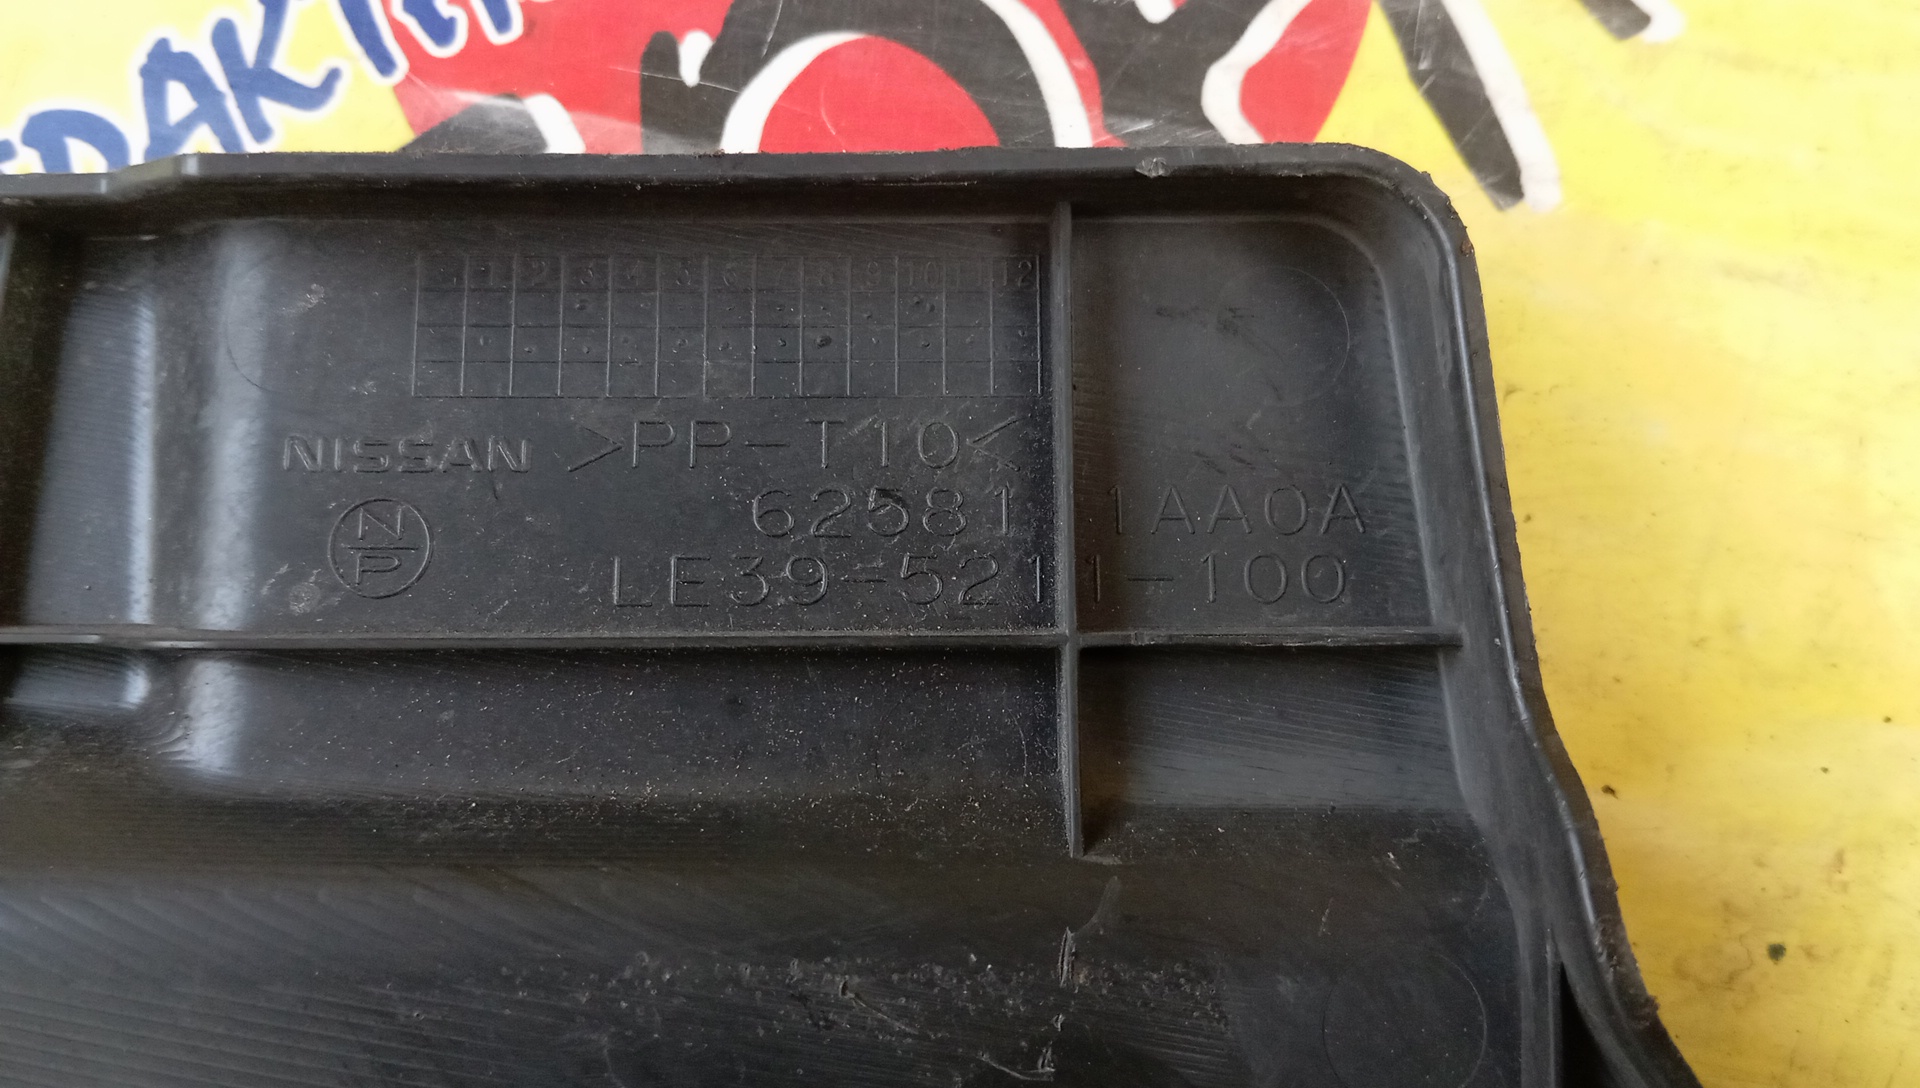 1 2 3 4 5 6 7 8 9 10 11 12
NISSAN >PP-T10<
62581 1AA0A
N
P
LE39-5211-100